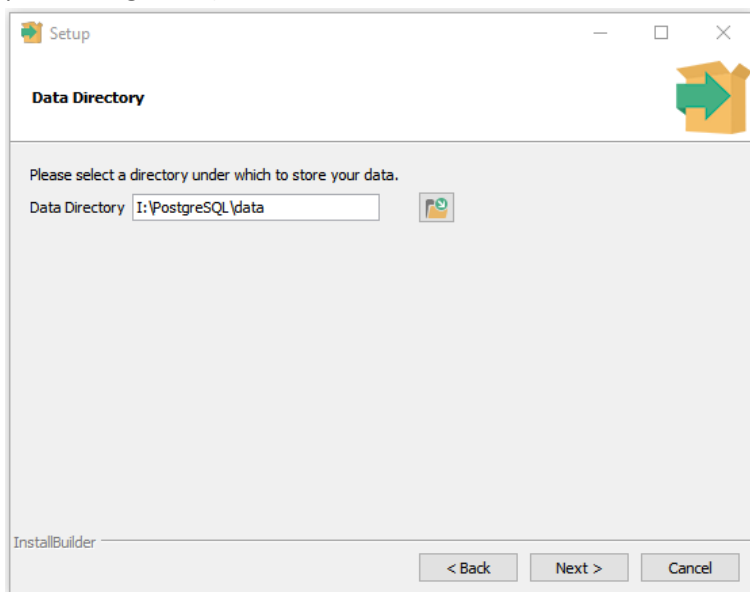 Setup
Data Directory
Please select a directory under which to store your data.
Data Directory I:\PostgreSQL\data
InstallBuilder
< Back Next > Cancel